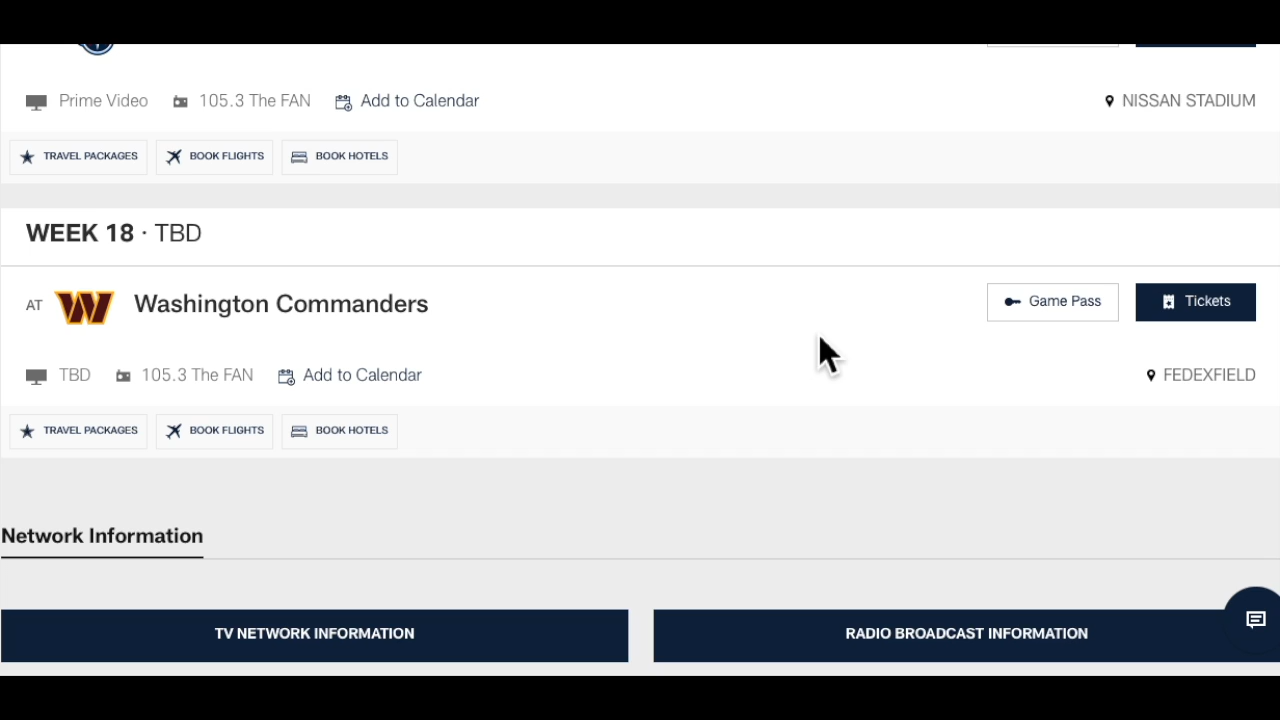 Prime Video 105.3 The FAN Add to Calendar NISSAN STADIUM
TRAVEL PACKAGES BOOK FLIGHTS BOOK HOTELS
WEEK 18 · TBD
AT W Washington Commanders Game Pass Tickets
TBD 105.3 The FAN Add to Calendar FEDEXFIELD
TRAVEL PACKAGES BOOK FLIGHTS BOOK HOTELS
Network Information
TV NETWORK INFORMATION RADIO BROADCAST INFORMATION